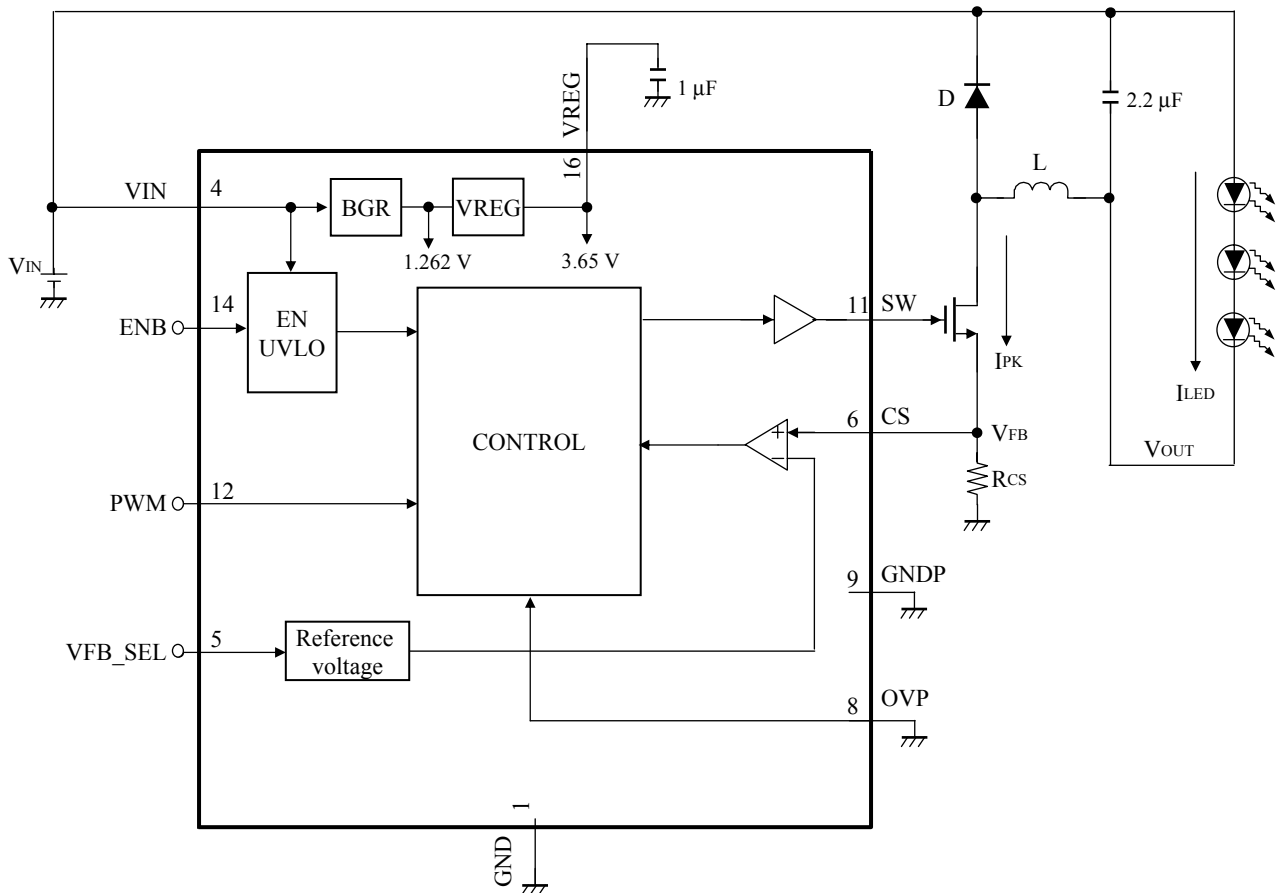 VREG
1 µF
D
2.2 µF
16
L
VIN
4
BGR
VREG
1.262 V
3.65 V
VIN
14
ENB
EN
UVLO
11
SW
IPK
ILED
CONTROL
+
−
6
CS
VFB
VOUT
RCS
PWM
12
9
GNDP
VFB_SEL
5
Reference
voltage
8
OVP
1
GND